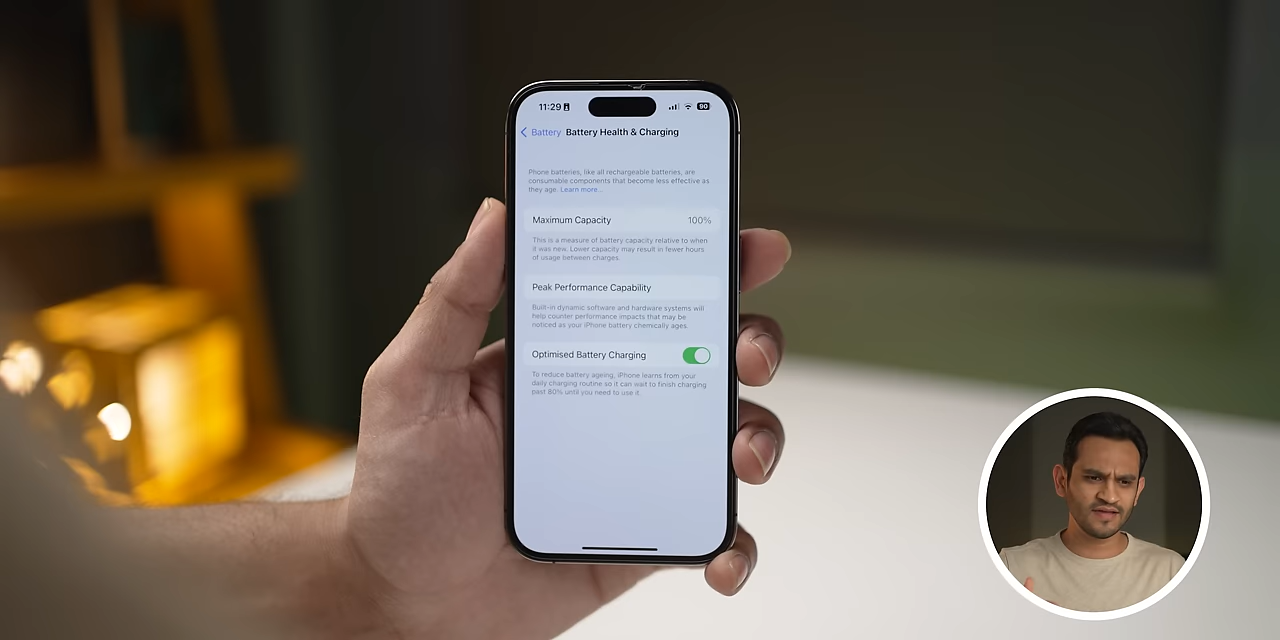 11:29
90
Battery Battery Health & Charging
Phone batteries, like all rechargeable batteries, are
consumable components that become less effective as
they age. Learn more...
Maximum Capacity 100%
This is a measure of battery capacity relative to when
it was new. Lower capacity may result in fewer hours
of usage between charges.
Peak Performance Capability
Built-in dynamic software and hardware systems will
help counter performance impacts that may be
noticed as your iPhone battery chemically ages.
Optimised Battery Charging
To reduce battery ageing, iPhone learns from your
daily charging routine so it can wait to finish charging
past 80% until you need to use it.